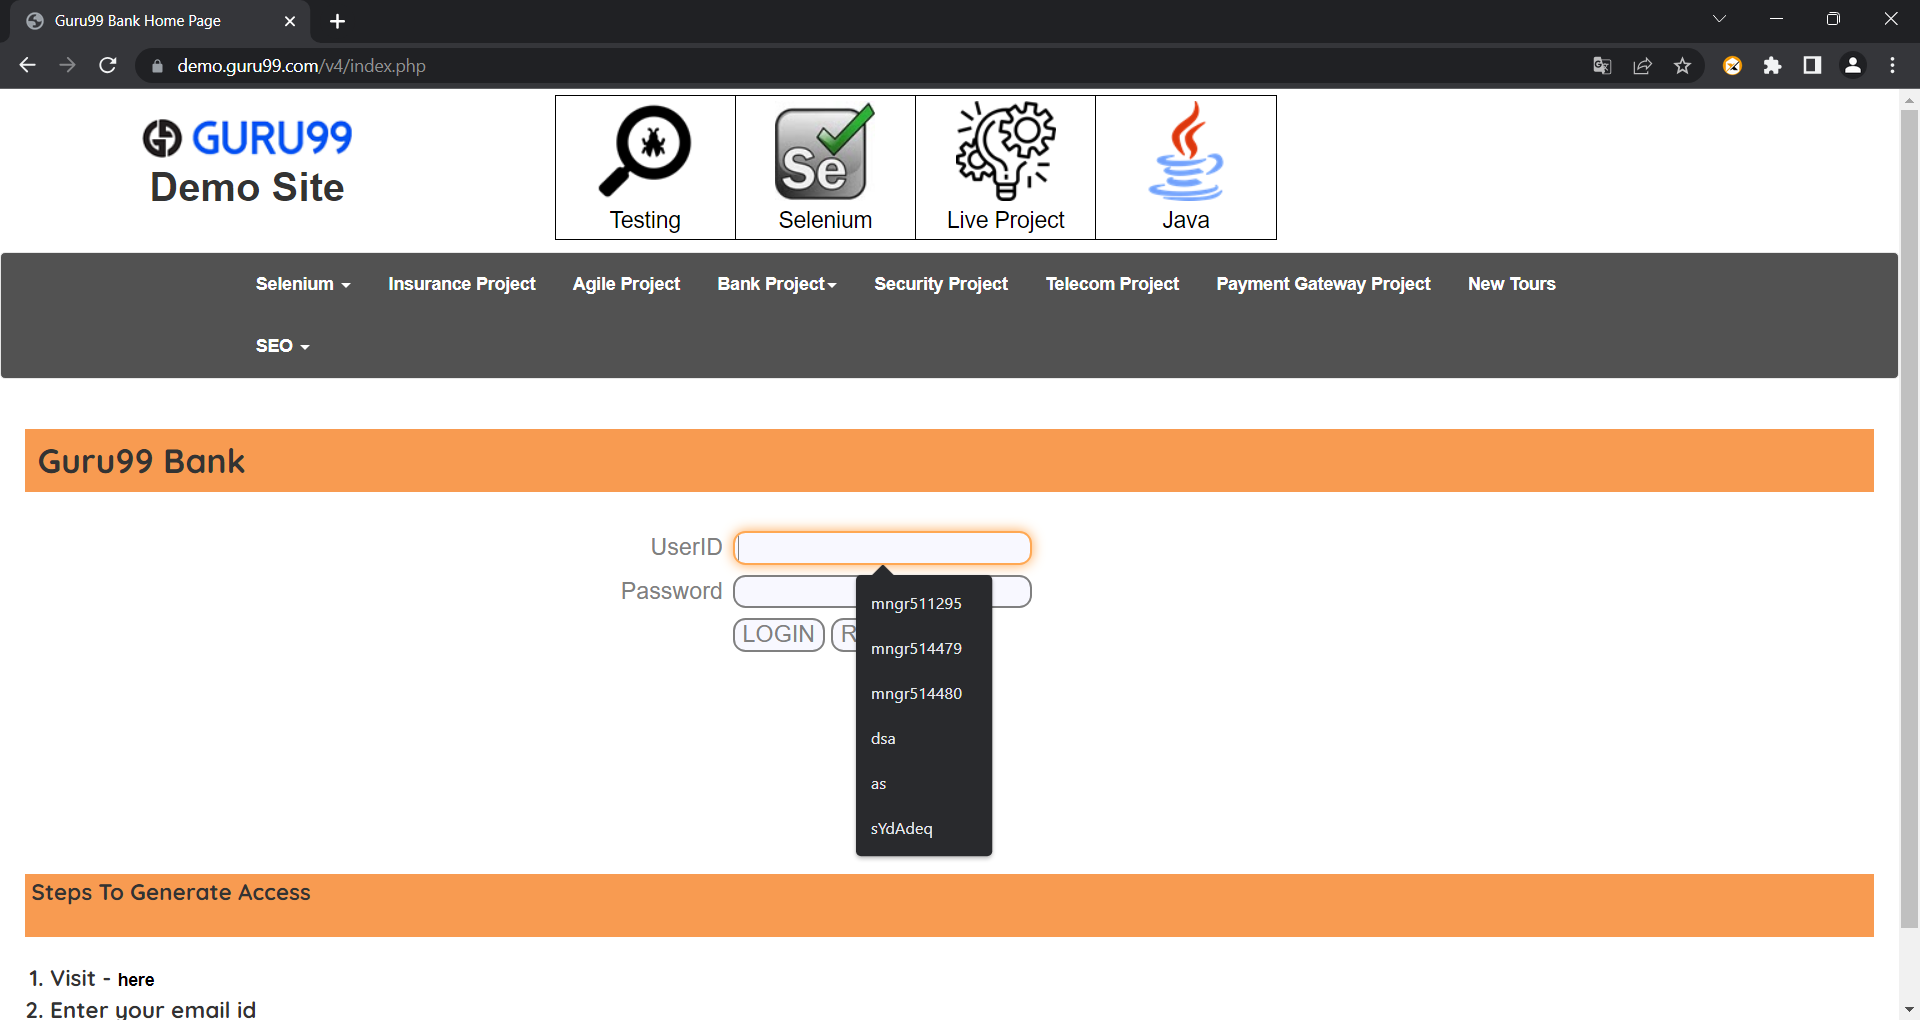 Guru99 Bank Home Page
demo.guru99.com/v4/index.php
GURU99
Demo Site
Se
Testing
Selenium
Live Project
Java
Selenium
Insurance Project
Agile Project
Bank Project
Security Project
Telecom Project
Payment Gateway Project
New Tours
SEO
Guru99 Bank
UserID
Password
LOGIN
R
mngr511295
mngr514479
mngr514480
dsa
as
sYdAdeq
Steps To Generate Access
1. Visit - here
2. Enter your email id